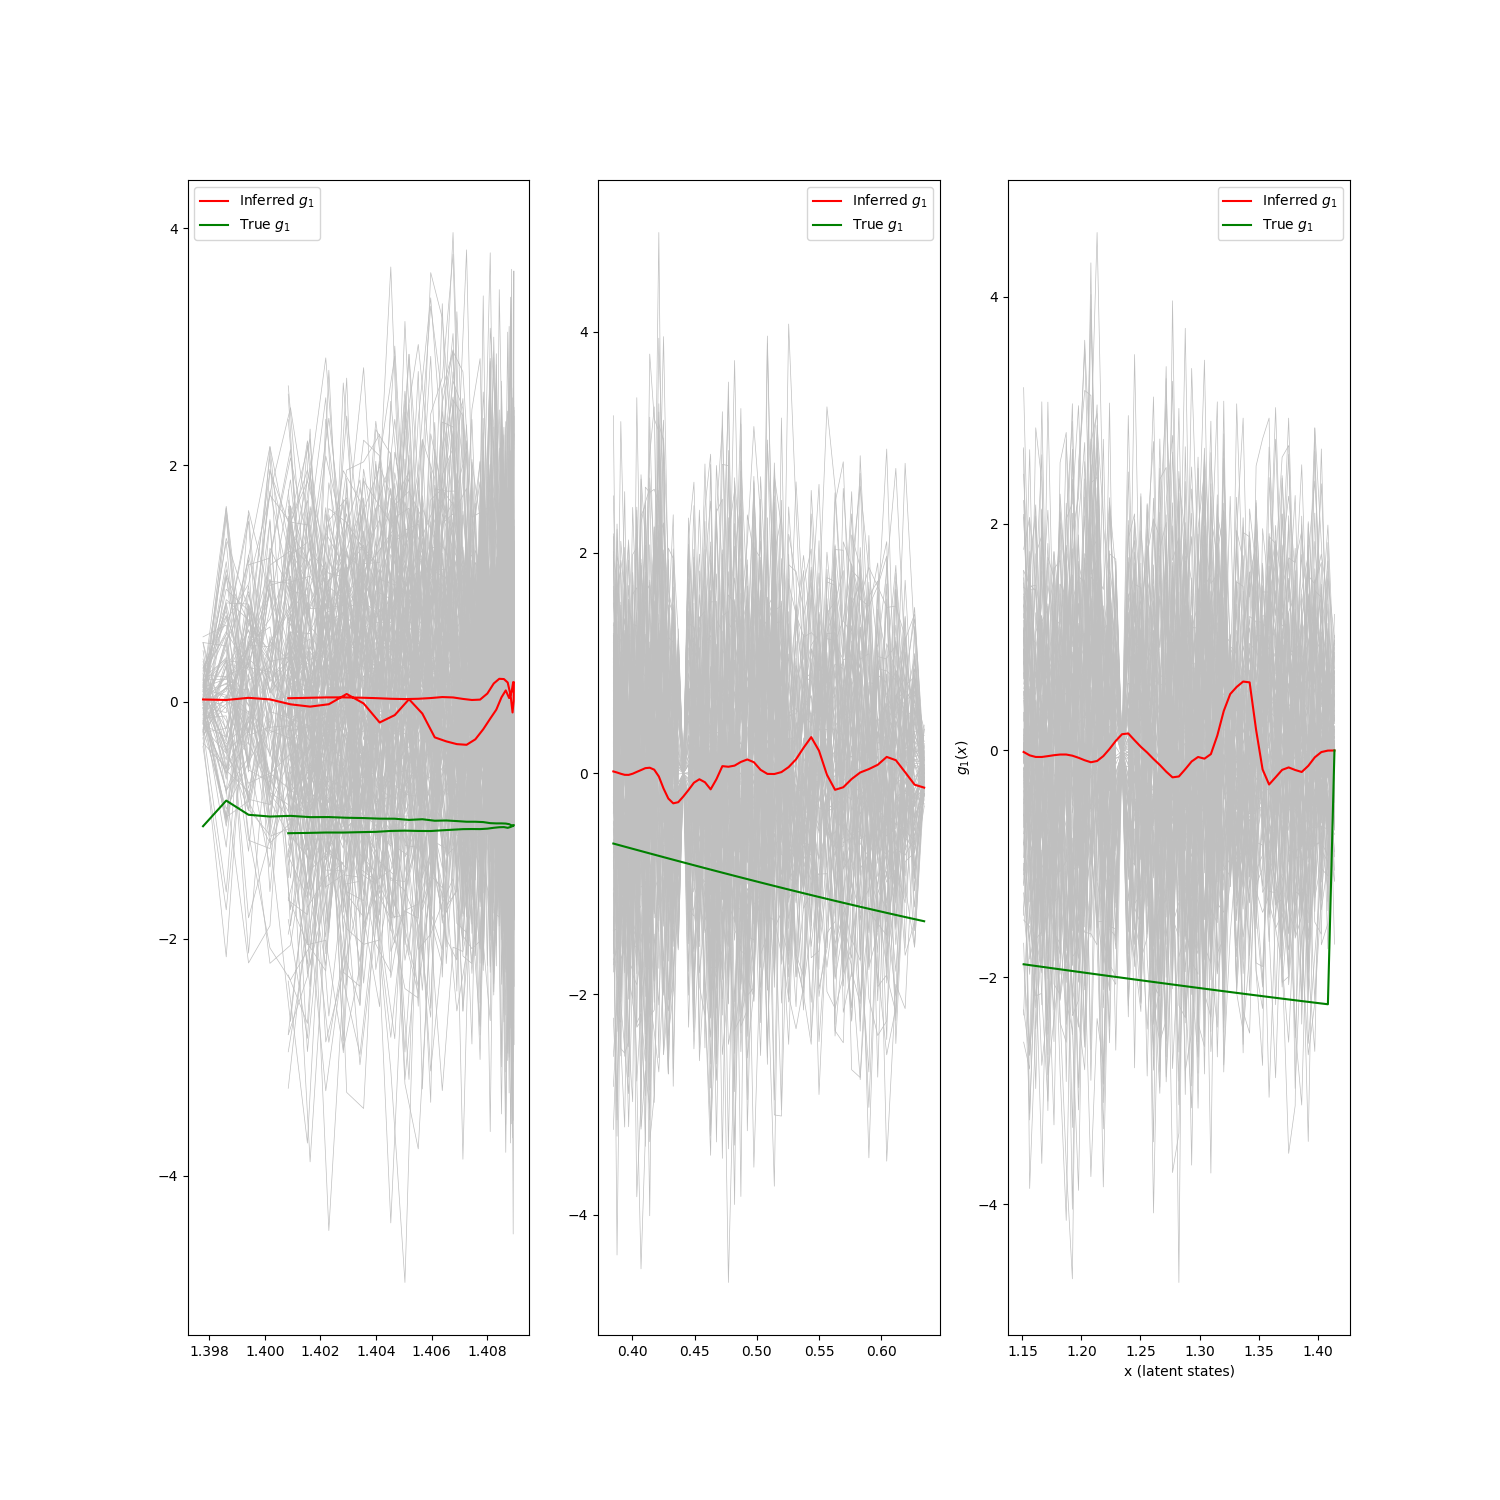 Inferred g₁
True g₁
4
2
0
−2
−4
1.398 1.400 1.402 1.404 1.406 1.408
Inferred g₁
True g₁
4
2
0
−2
−4
0.40 0.45 0.50 0.55 0.60
Inferred g₁
True g₁
g₁(x)
4
2
0
−2
−4
1.15 1.20 1.25 1.30 1.35 1.40
x (latent states)